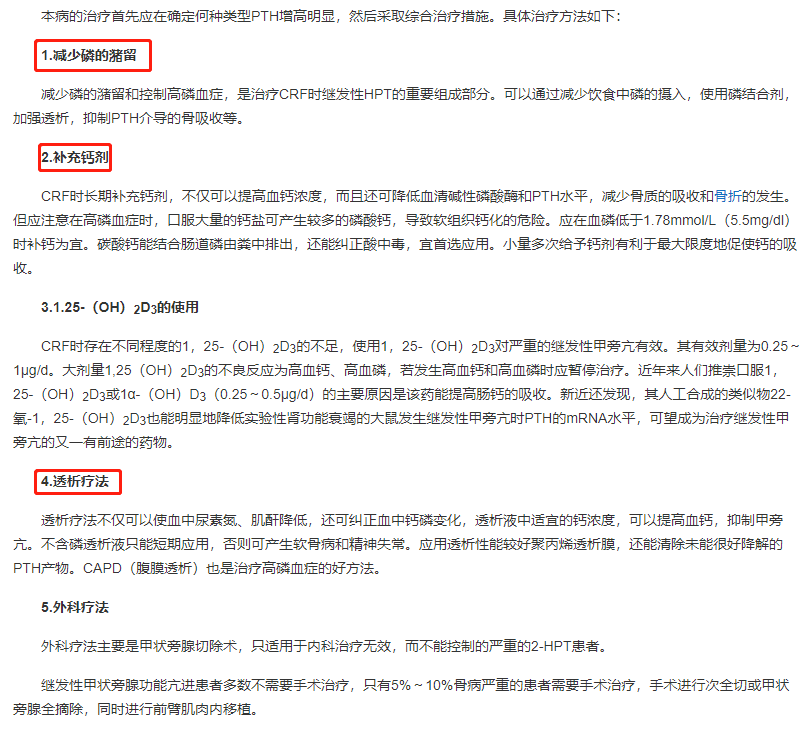 本病的治疗首先应在确定何种类型PTH增高明显，然后采取综合治疗措施。具体治疗方法如下：
1.减少磷的潴留
减少磷的潴留和控制高磷血症，是治疗CRF时继发性HPT的重要组成部分。可以通过减少饮食中磷的摄入，使用磷结合剂，
加强透析，抑制PTH介导的骨吸收等。
2.补充钙剂
CRF时长期补充钙剂，不仅可以提高血钙浓度，而且还可降低血清碱性磷酸酶和PTH水平，减少骨质的吸收和骨折的发生。
但应注意在高磷血症时，口服大量的钙盐可产生较多的磷酸钙，导致软组织钙化的危险。应在血磷低于1.78mmol/L（5.5mg/dl）
时补钙为宜。碳酸钙能结合肠道磷由粪中排出，还能纠正酸中毒，宜首选应用。小量多次给予钙剂有利于最大限度地促使钙的吸
收。
3.1.25-（OH）2D3的使用
CRF时存在不同程度的1，25-（OH）2D3的不足，使用1，25-（OH）2D3对严重的继发性甲旁亢有效。其有效剂量为0.25～
1μg/d。大剂量1,25（OH）2D3的不良反应为高血钙、高血磷，若发生高血钙和高血磷时应暂停治疗。近年来人们推崇口服1，
25-（OH）2D3或1α-（OH）D3（0.25～0.5μg/d）的主要原因是该药能提高肠钙的吸收。新近还发现，其人工合成的类似物22-
氧-1，25-（OH）2D3也能明显地降低实验性肾功能衰竭的大鼠发生继发性甲旁亢时PTH的mRNA水平，可望成为治疗继发性甲
旁亢的又一有前途的药物。
4.透析疗法
透析疗法不仅可以使血中尿素氮、肌酐降低，还可纠正血中钙磷变化，透析液中适宜的钙浓度，可以提高血钙，抑制甲旁
亢。不含磷透析液只能短期应用，否则可产生软骨病和精神失常。应用透析性能较好聚丙烯透析膜，还能清除未能很好降解的
PTH产物。CAPD（腹膜透析）也是治疗高磷血症的好方法。
5.外科疗法
外科疗法主要是甲状旁腺切除术，只适用于内科治疗无效，而不能控制的严重的2-HPT患者。
继发性甲状旁腺功能亢进患者多数不需要手术治疗，只有5%～10%骨病严重的患者需要手术治疗，手术进行次全切或甲状
旁腺全摘除，同时进行前臂肌肉内移植。